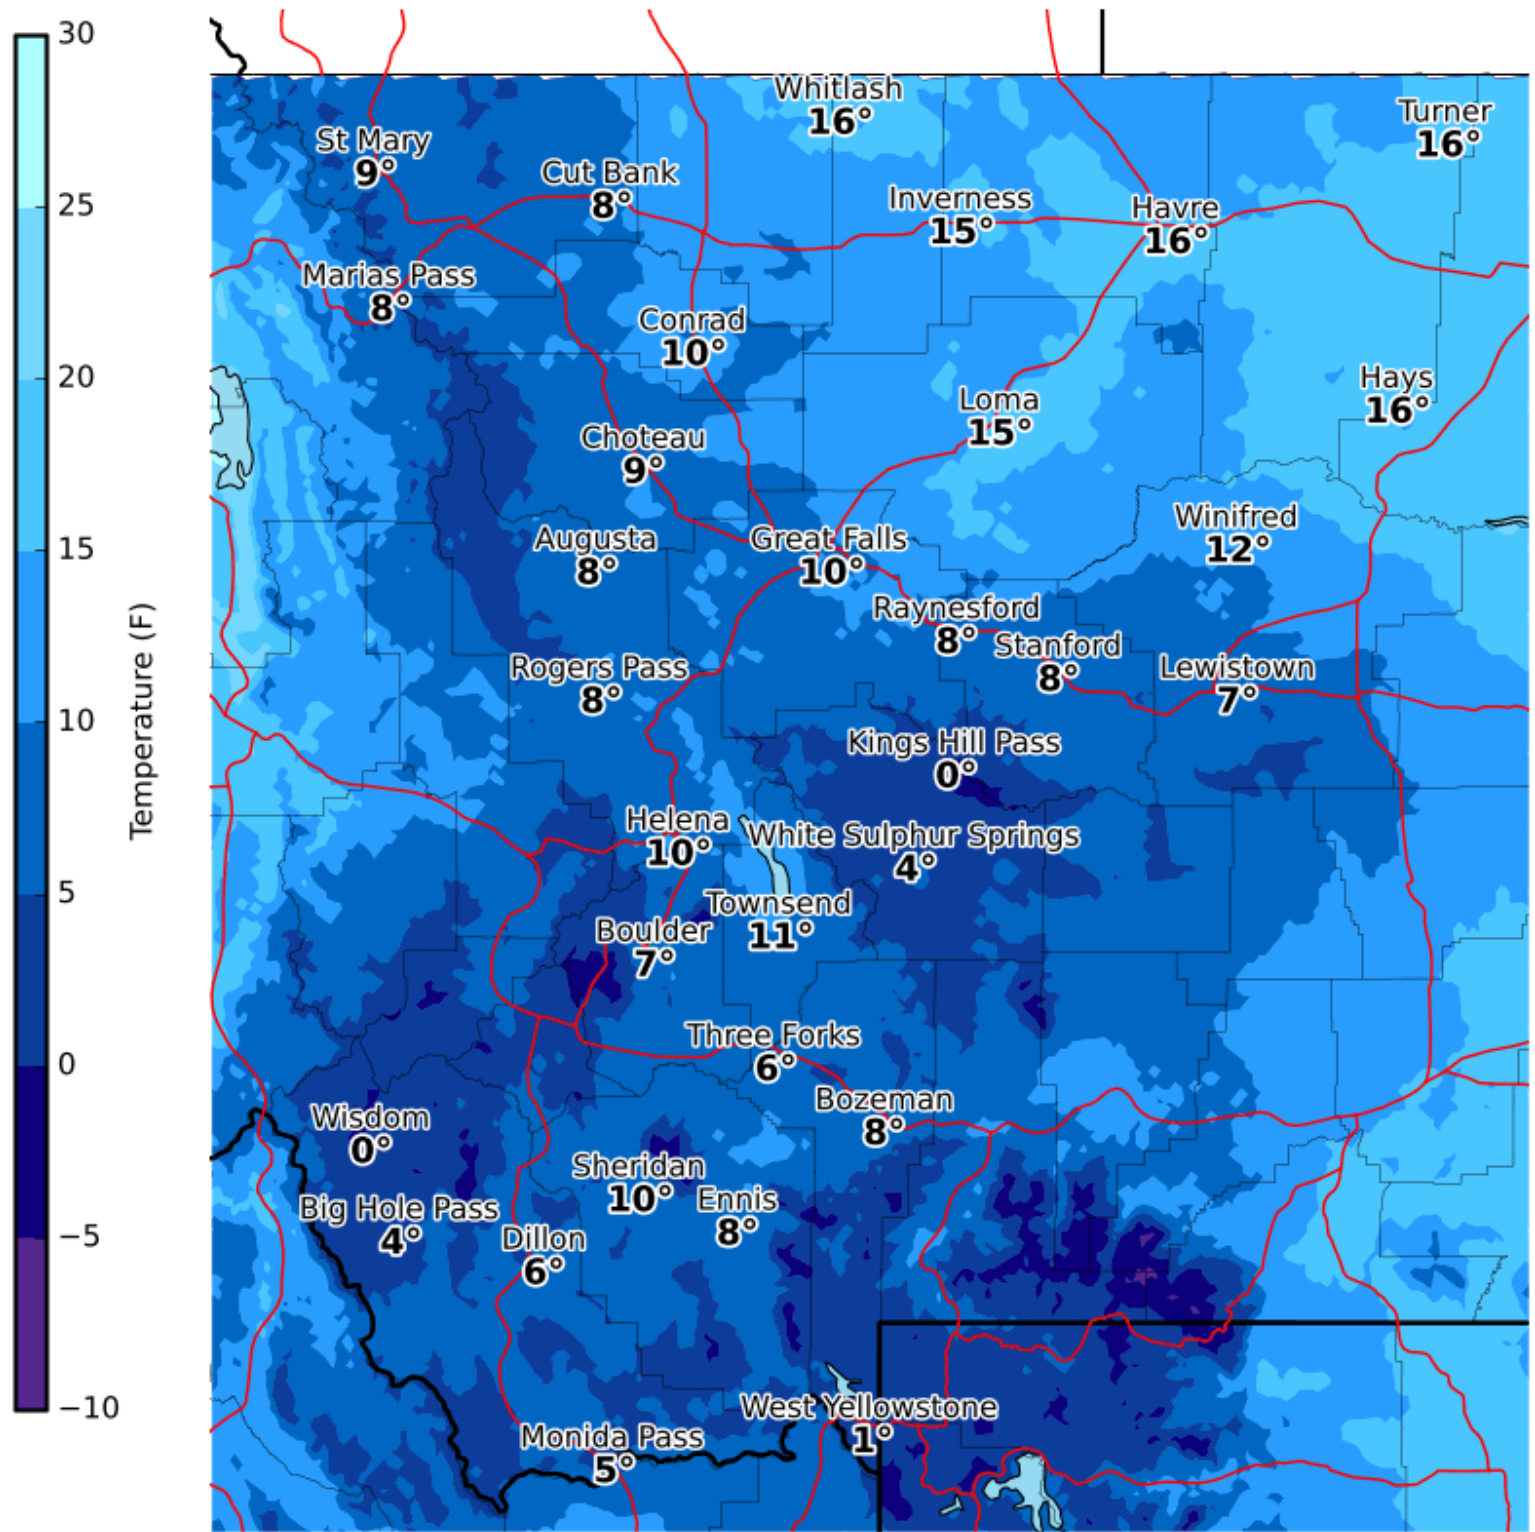 30
25
20
15
10
5
0
−5
−10
Temperature (F)
Whitlash
16°
Turner
16°
St Mary
9°
Cut Bank
8°
Inverness
15°
Havre
16°
Marias Pass
8°
Conrad
10°
Hays
16°
Loma
15°
Choteau
9°
Winifred
12°
Augusta
8°
Great Falls
10°
Raynesford
8°
Stanford
8°
Rogers Pass
8°
Lewistown
7°
Kings Hill Pass
0°
Helena
10°
White Sulphur Springs
4°
Townsend
11°
Boulder
7°
Three Forks
6°
Bozeman
8°
Wisdom
0°
Sheridan
10°
Ennis
8°
Big Hole Pass
4°
Dillon
6°
West Yellowstone
1°
Monida Pass
5°